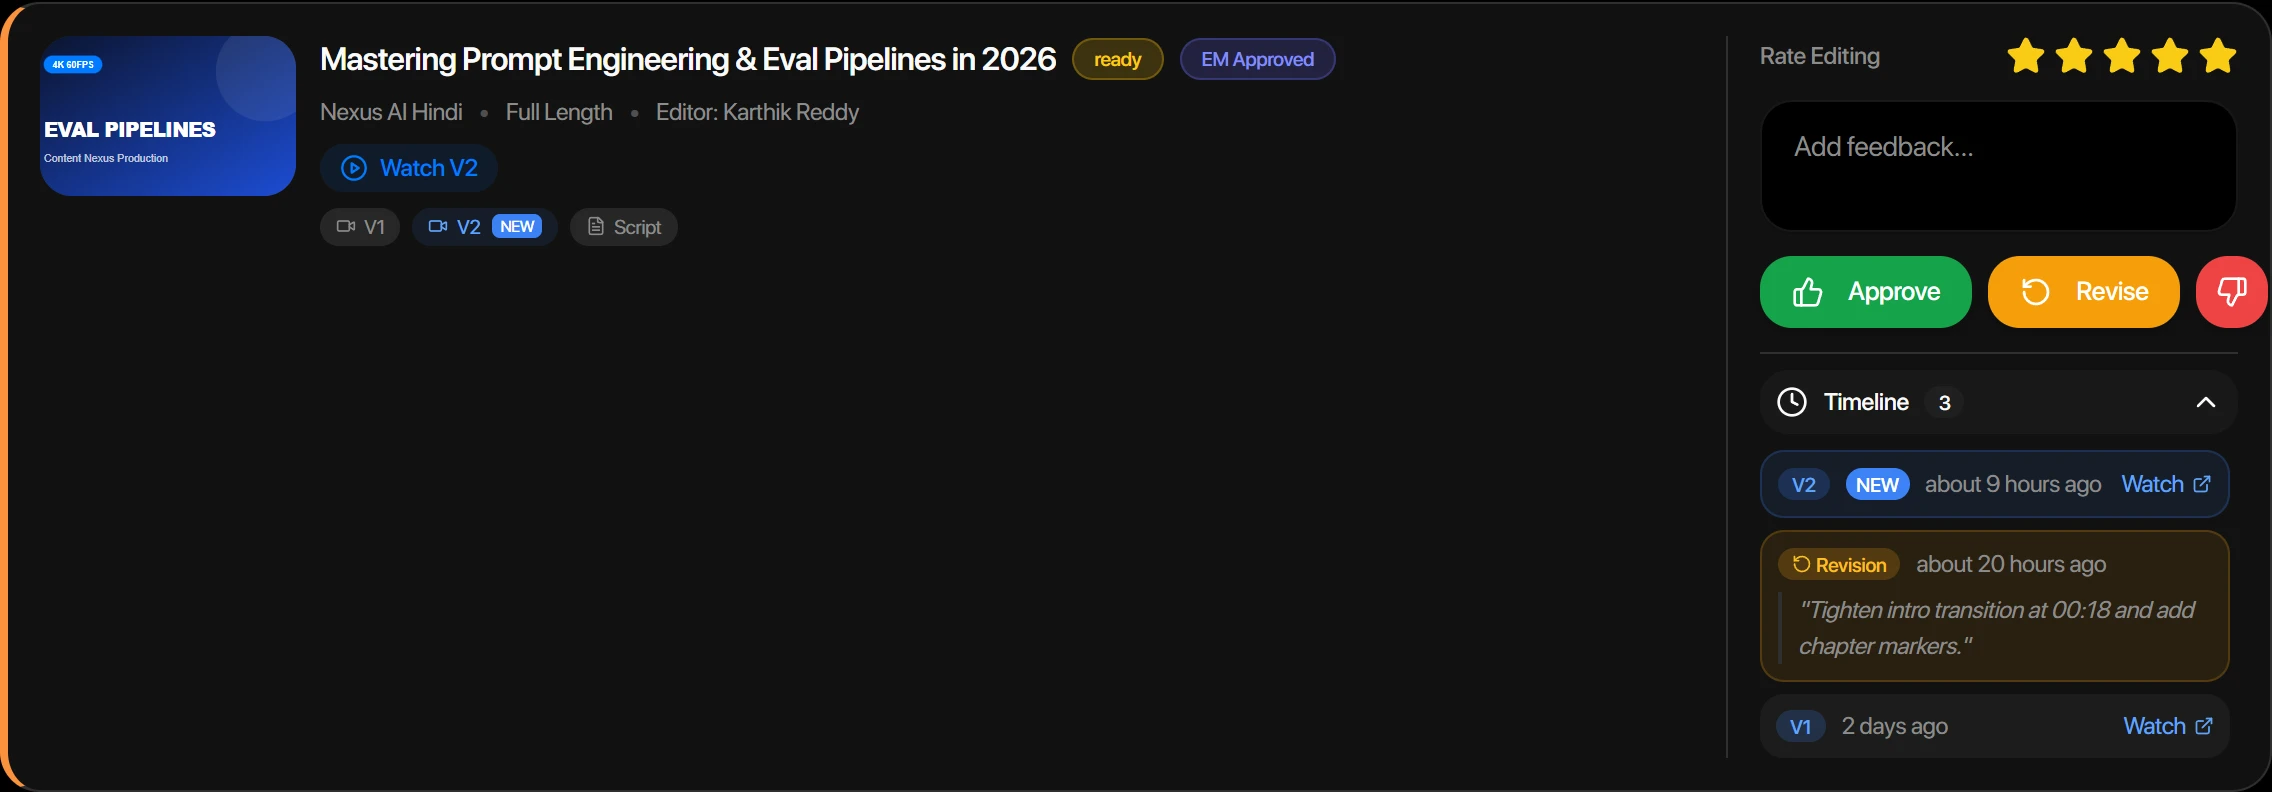 4K 60FPS
EVAL PIPELINES
Content Nexus Production
Mastering Prompt Engineering & Eval Pipelines in 2026 ready EM Approved
Nexus AI Hindi • Full Length • Editor: Karthik Reddy
Watch V2
V1 V2 NEW Script
Rate Editing
Add feedback...
Approve Revise
Timeline 3
V2 NEW about 9 hours ago Watch
Revision about 20 hours ago
"Tighten intro transition at 00:18 and add
chapter markers."
V1 2 days ago Watch